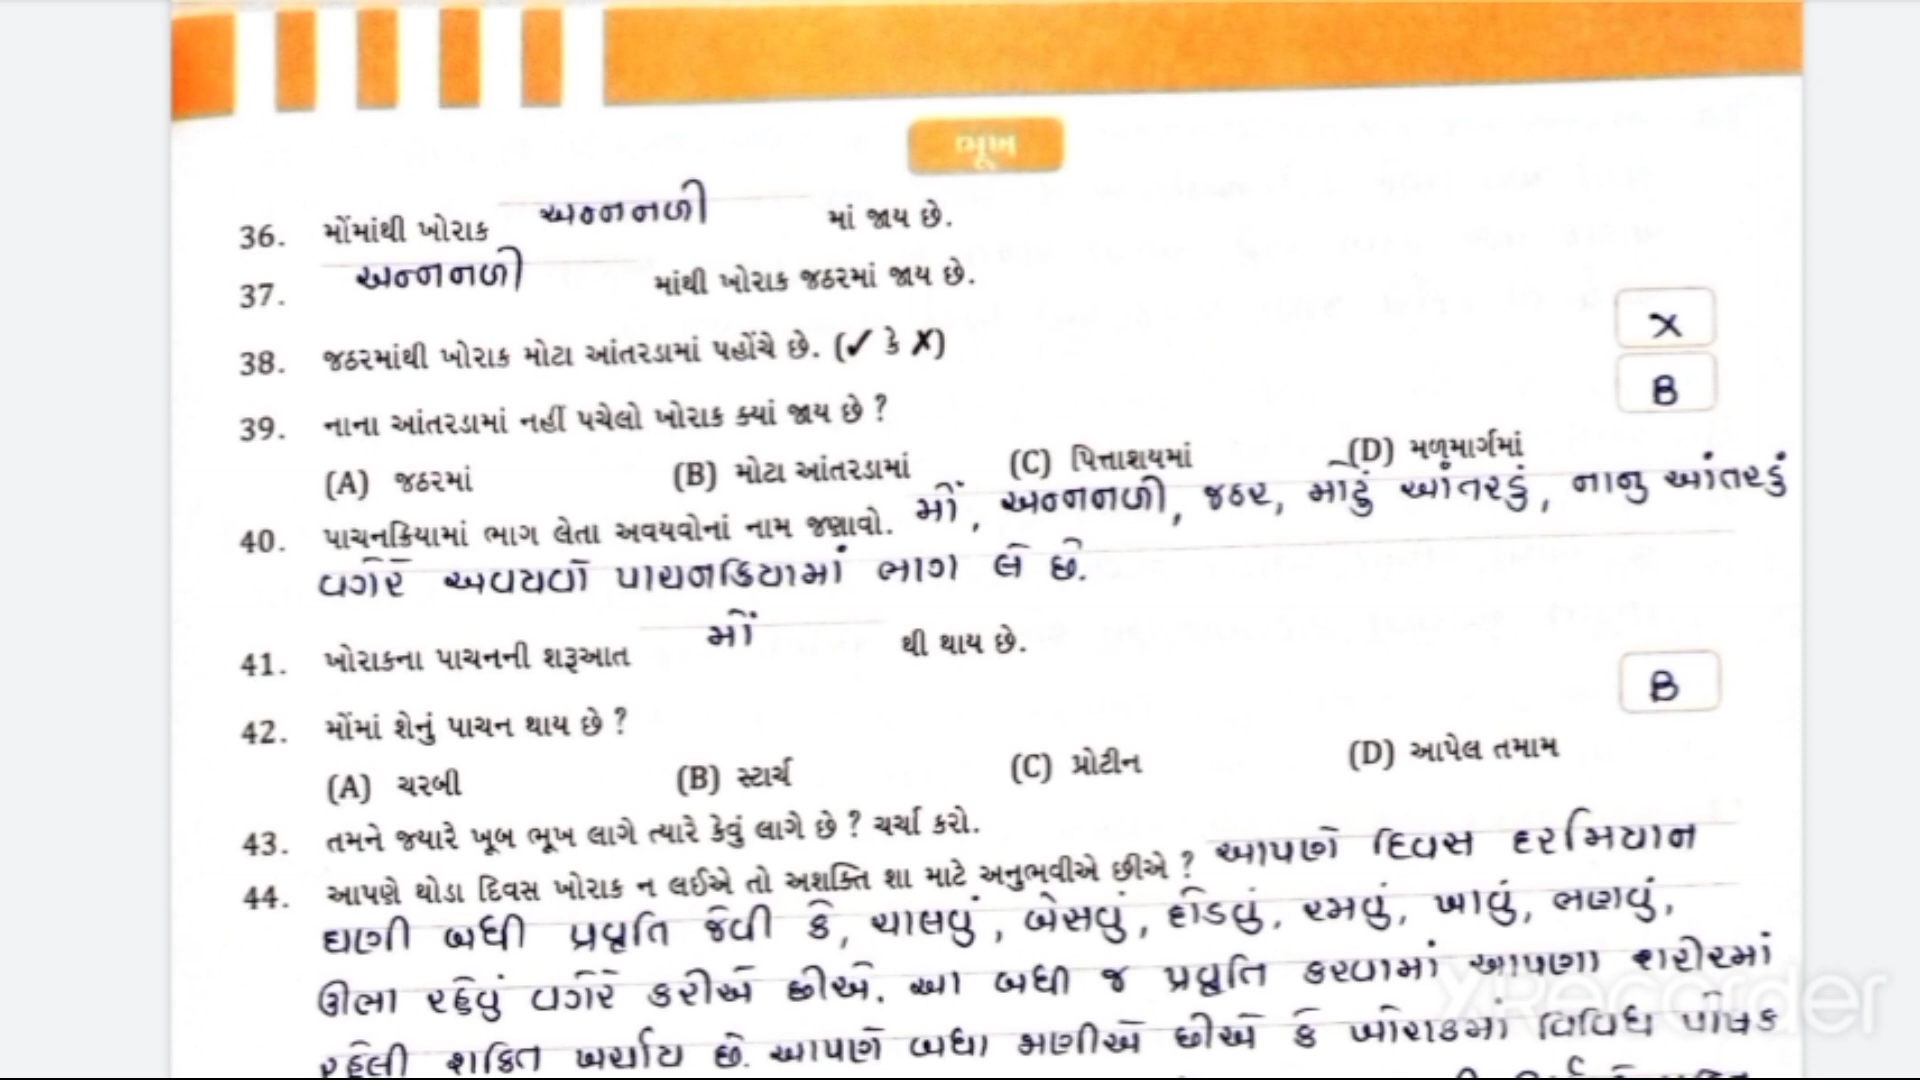 ભૂખ
36. મોંમાંથી ખોરાક અન્નનળી માં જાય છે.
37. અન્નનળી માંથી ખોરાક જઠરમાં જાય છે.
38. જઠરમાંથી ખોરાક મોટા આંતરડામાં પહોંચે છે. (✓ કે ✗) X
39. નાના આંતરડામાં નહીં પચેલો ખોરાક ક્યાં જાય છે ? B
(A) જઠરમાં (B) મોટા આંતરડામાં (C) પિત્તાશયમાં (D) મળમાર્ગમાં
40. પાચનક્રિયામાં ભાગ લેતા અવયવોનાં નામ જણાવો. મોં, અન્નનળી, જઠર, મોટું આંતરડું, નાનુ આંતરડું
વગેરે અવયવો પાચનક્રિયામાં ભાગ લે છે.
41. ખોરાકના પાચનની શરૂઆત મોં થી થાય છે.
42. મોંમાં શેનું પાચન થાય છે ? B
(A) ચરબી (B) સ્ટાર્ચ (C) પ્રોટીન (D) આપેલ તમામ
43. તમને જ્યારે ખૂબ ભૂખ લાગે ત્યારે કેવું લાગે છે ? ચર્ચા કરો.
44. આપણે થોડા દિવસ ખોરાક ન લઈએ તો અશક્તિ શા માટે અનુભવીએ છીએ ? આપણે દિવસ દરમિયાન
ઘણી બધી પ્રવૃતિ જેવી કે, ચાલવું, બેસવું, દોડવું, રમવું, ખાવું, ભણવું,
ઊભા રહેવું વગેરે કરીએ છીએ. આ બધી જ પ્રવૃતિ કરવામાં આપણા શરીરમાં
રહેલી શક્તિ ખર્ચાય છે. આપણે બધા ભણીએ છીએ કે ખોરાકમાં વિવિધ પોષક
XRecorder